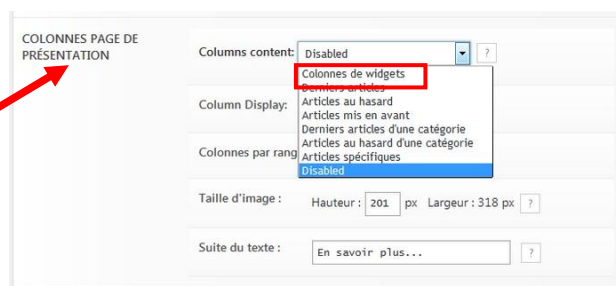 COLONNES PAGE DE
PRÉSENTATION
Columns content: Disabled ?
Colonnes de widgets
Derniers articles
Articles au hasard
Articles mis en avant
Derniers articles d'une catégorie
Articles au hasard d'une catégorie
Articles spécifiques
Disabled
Column Display:
Colonnes par rang
Taille d'image : Hauteur : 201 px Largeur : 318 px ?
Suite du texte : En savoir plus... ?